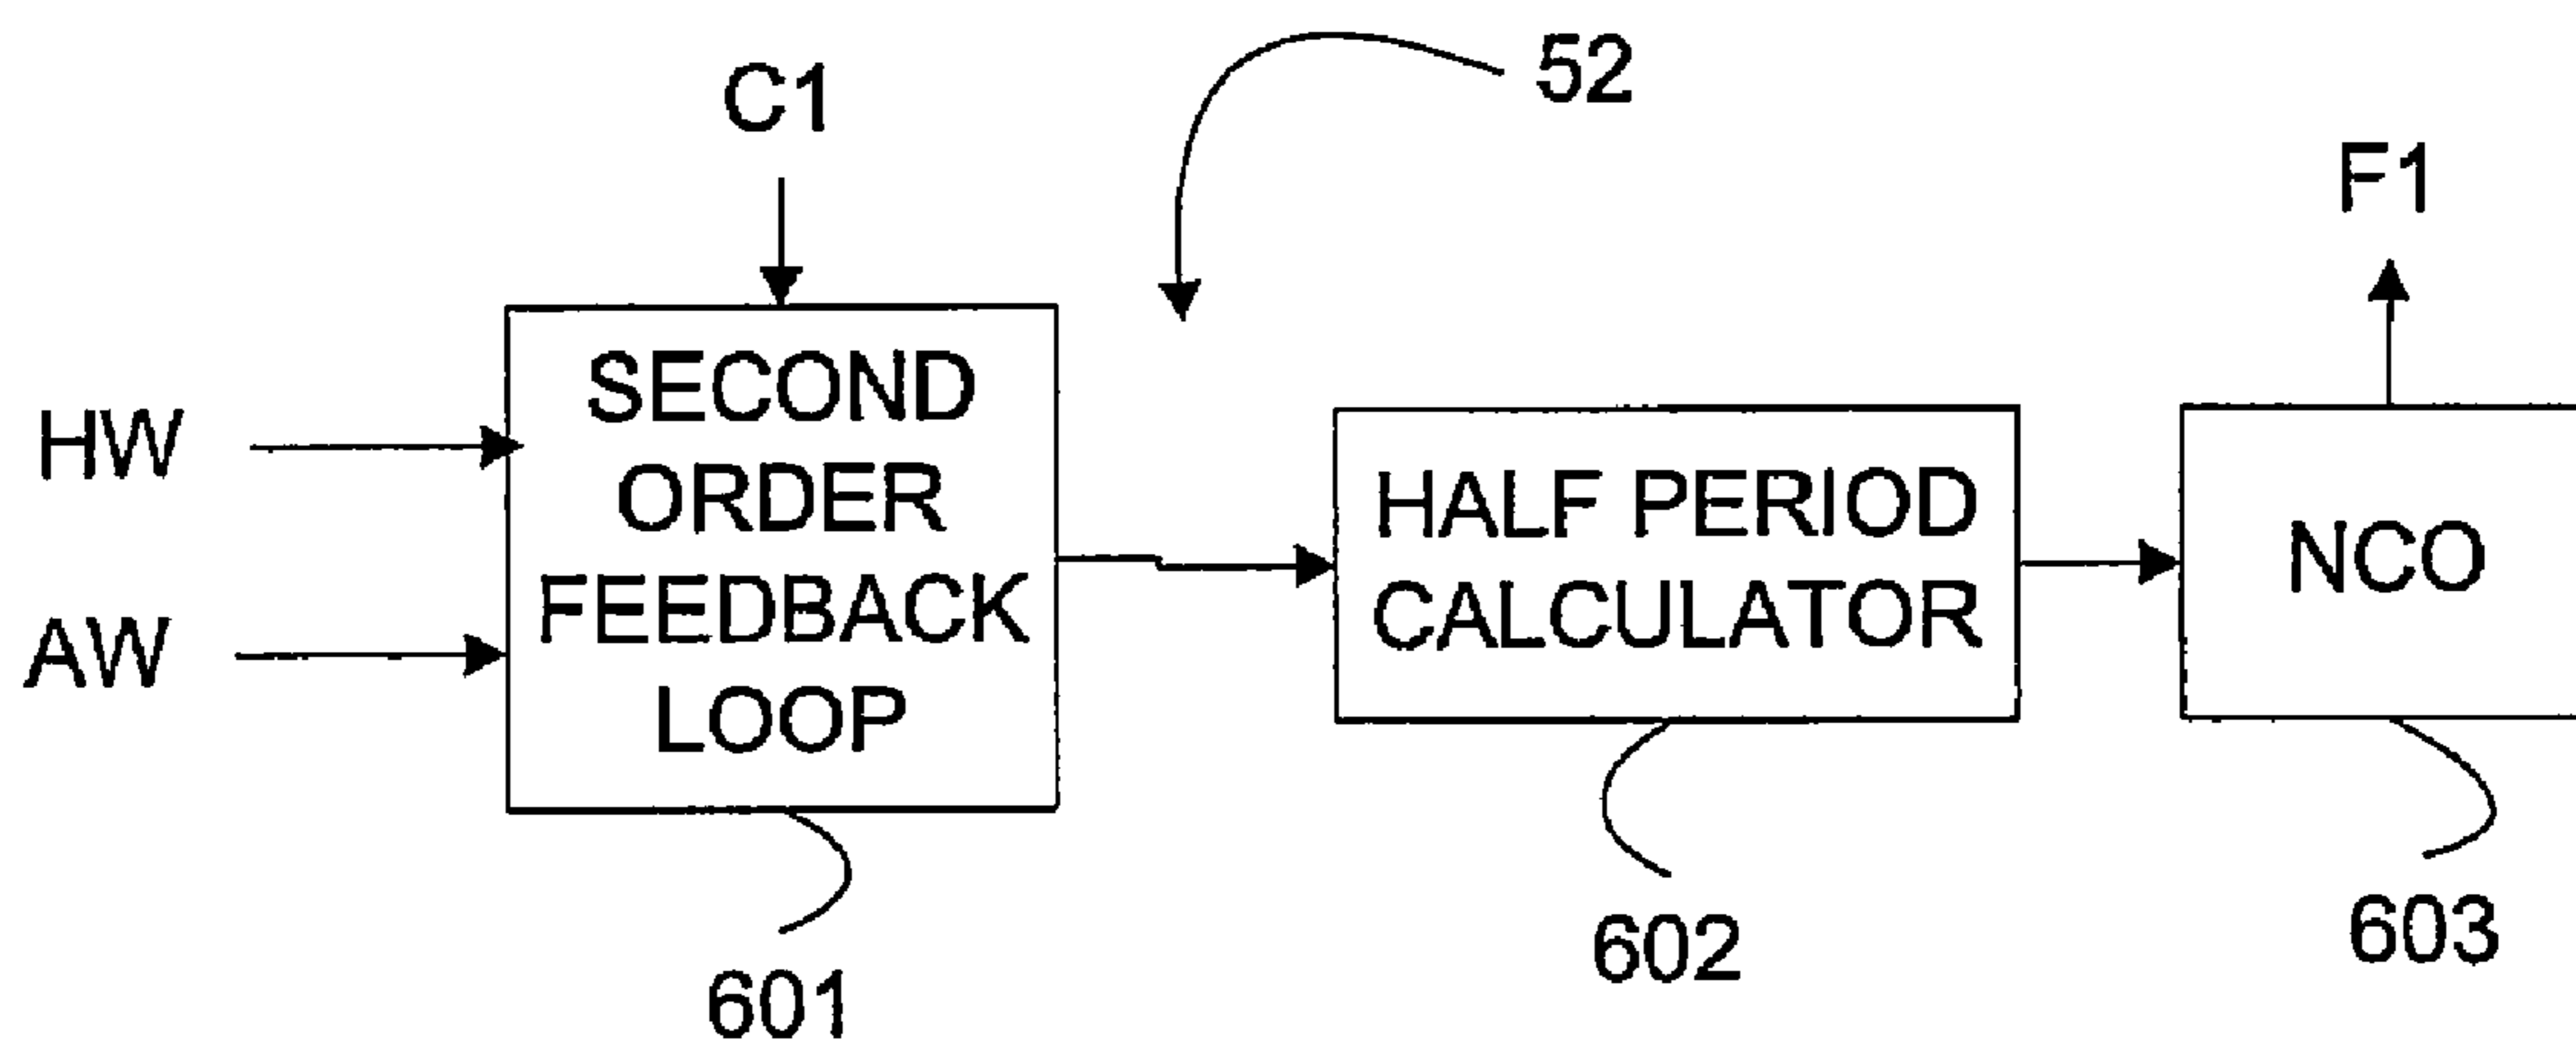 52
C1
F1
HW
AW
SECOND
ORDER
FEEDBACK
LOOP
HALF PERIOD
CALCULATOR
NCO
601
602
603